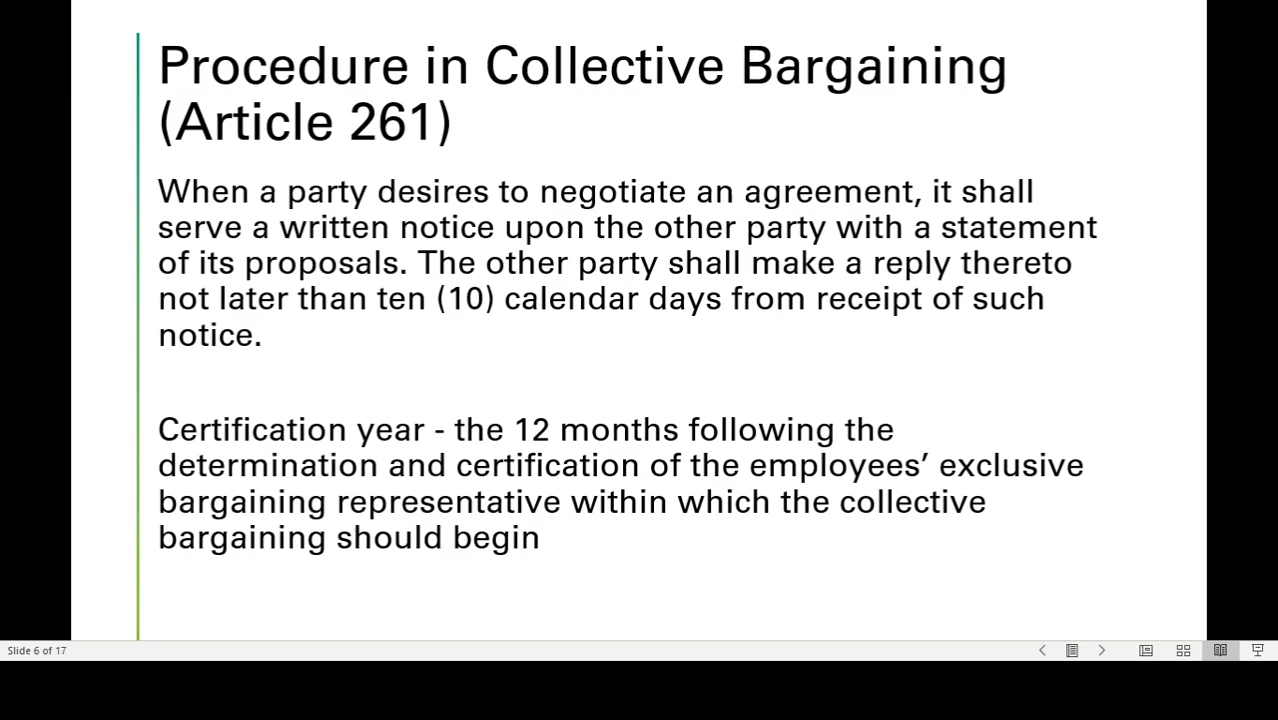 Procedure in Collective Bargaining
(Article 261)
When a party desires to negotiate an agreement, it shall
serve a written notice upon the other party with a statement
of its proposals. The other party shall make a reply thereto
not later than ten (10) calendar days from receipt of such
notice.
Certification year - the 12 months following the
determination and certification of the employees’ exclusive
bargaining representative within which the collective
bargaining should begin
Slide 6 of 17